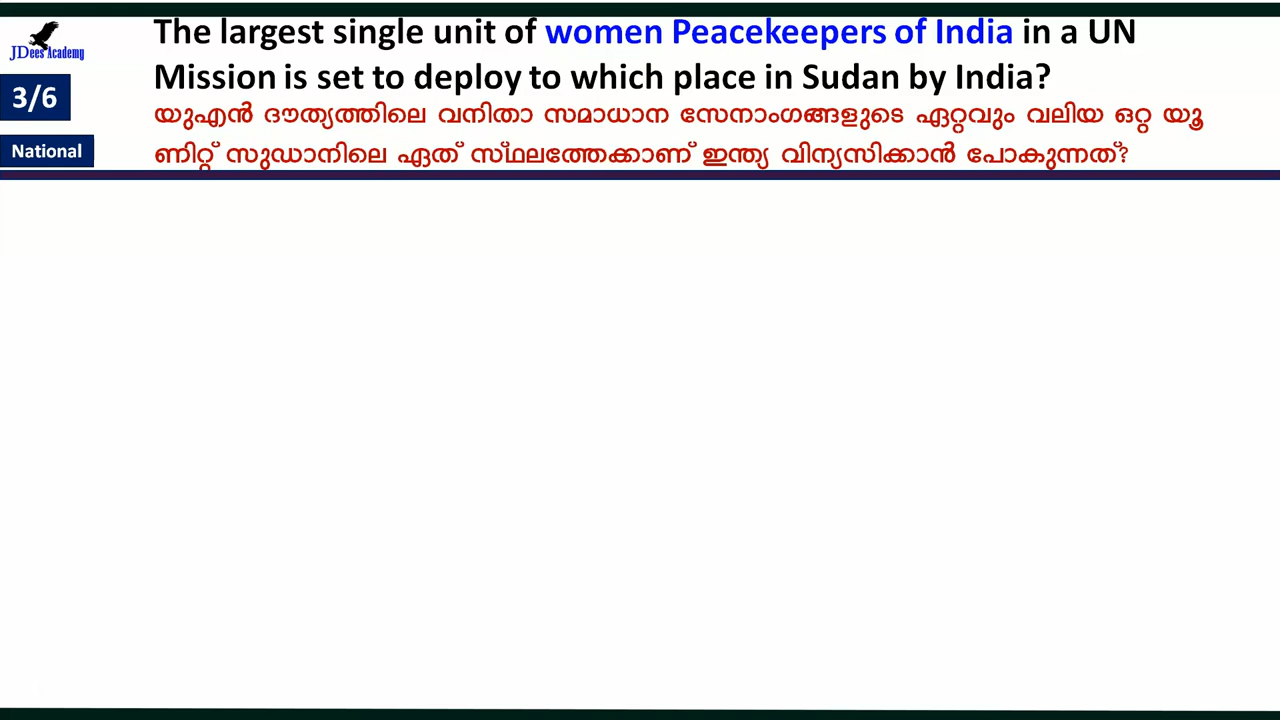 The largest single unit of women Peacekeepers of India in a UN
JDees Academy
Mission is set to deploy to which place in Sudan by India?
3/6
യുഎൻ ദൗത്യത്തിലെ വനിതാ സമാധാന സേനാംഗങ്ങളുടെ ഏറ്റവും വലിയ ഒറ്റ യൂ
National
ണിറ്റ് സുഡാനിലെ ഏത് സ്ഥലത്തേക്കാണ് ഇന്ത്യ വിന്യസിക്കാൻ പോകുന്നത്?